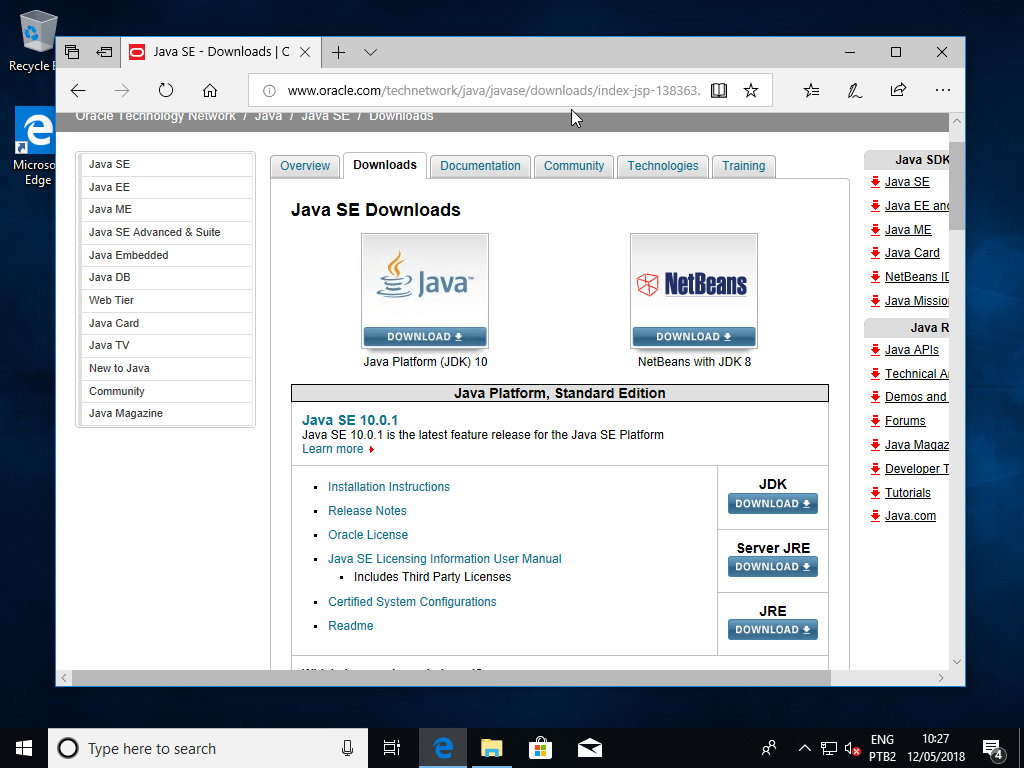 Recycle
Java SE - Downloads | C
www.oracle.com/technetwork/java/javase/downloads/index-jsp-138363.
Microso
Edge
Oracle Technology Network / Java / Java SE / Downloads
Java SE
Java EE
Java ME
Java SE Advanced & Suite
Java Embedded
Java DB
Web Tier
Java Card
Java TV
New to Java
Community
Java Magazine
Overview Downloads Documentation Community Technologies Training
Java SE Downloads
Java™
DOWNLOAD
Java Platform (JDK) 10
NetBeans
DOWNLOAD
NetBeans with JDK 8
Java Platform, Standard Edition
Java SE 10.0.1
Java SE 10.0.1 is the latest feature release for the Java SE Platform
Learn more
Installation Instructions
Release Notes
Oracle License
Java SE Licensing Information User Manual
Includes Third Party Licenses
Certified System Configurations
Readme
JDK
DOWNLOAD
Server JRE
DOWNLOAD
JRE
DOWNLOAD
Java SDK
Java SE
Java EE and
Java ME
Java Card
NetBeans ID
Java Missio
Java R
Java APIs
Technical A
Demos and
Forums
Java Magaz
Developer T
Tutorials
Java.com
Type here to search
ENG
PTB2
10:27
12/05/2018
4